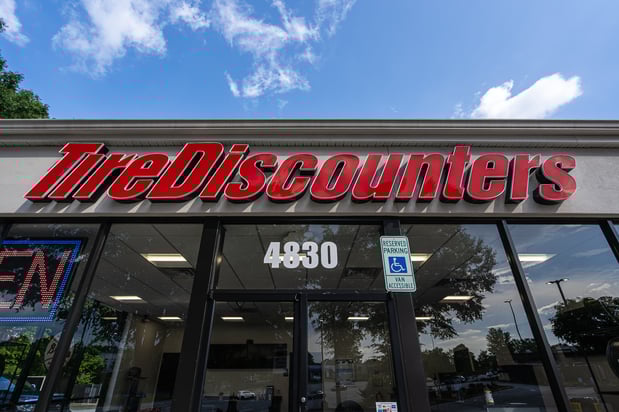 TireDiscounters
4830
RESERVED
PARKING
VAN
ACCESSIBLE